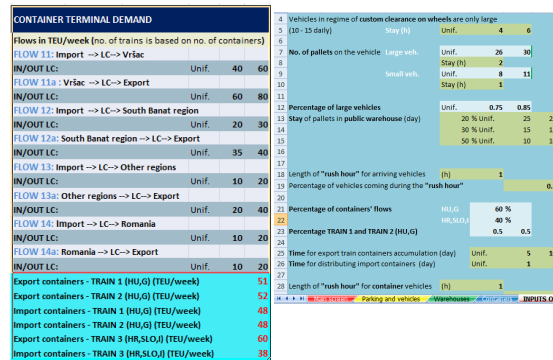 CONTAINER TERMINAL DEMAND
Flows in TEU/week (no. of trains is based on no. of containers)
FLOW 11: Import --> LC--> Vršac
IN/OUT LC: Unif. 40 60
FLOW 11a : Vršac --> LC--> Export
IN/OUT LC: Unif. 60 80
FLOW 12: Import --> LC--> South Banat region
IN/OUT LC: Unif. 20 30
FLOW 12a: South Banat region --> LC--> Export
IN/OUT LC: Unif. 35 40
FLOW 13: Import --> LC--> Other regions
IN/OUT LC: Unif. 10 20
FLOW 13a: Other regions --> LC--> Export
IN/OUT LC: Unif. 20 40
FLOW 14: Import --> LC--> Romania
IN/OUT LC: Unif. 10 20
FLOW 14a: Romania --> LC--> Export
IN/OUT LC: Unif. 10 20
Export containers - TRAIN 1 (HU,G) (TEU/week) 51
Export containers - TRAIN 2 (HU,G) (TEU/week) 52
Import containers - TRAIN 1 (HU,G) (TEU/week) 48
Import containers - TRAIN 2 (HU,G) (TEU/week) 48
Export containers - TRAIN 3 (HR,SLO,I) (TEU/week) 60
Import containers - TRAIN 3 (HR,SLO,I) (TEU/week) 38
4 Vehicles in regime of custom clearance on wheels are only large
5 (10 - 15 daily) Stay (h) Unif. 4 6
6
7 No. of pallets on the vehicle Large veh. Unif. 26 30
8 Stay (h) 2
9 Small veh. Unif. 8 11
10 Stay (h) 1
11
12 Percentage of large vehicles Unif. 0.75 0.85
13 Stay of pallets in public warehouse (day) 20 % Unif. 25
14 30 % Unif. 15
15 50 % Unif. 10
16
17
18 Length of "rush hour" for arriving vehicles (h) 1
19 Percentage of vehicles coming during the "rush hour" 0.
20
21 Percentage of containers' flows HU,G 60 %
22 HR,SLO,I 40 %
23 Percentage TRAIN 1 and TRAIN 2 (HU,G) 0.5 0.5
24
25 Time for export train containers accumulation (day) Unif. 5
26 Time for distributing import containers (day) Unif. 1
27
28 Length of "rush hour" for container vehicles (h) 1
Main screen Parking and vehicles Warehouses Containers INPUTS O